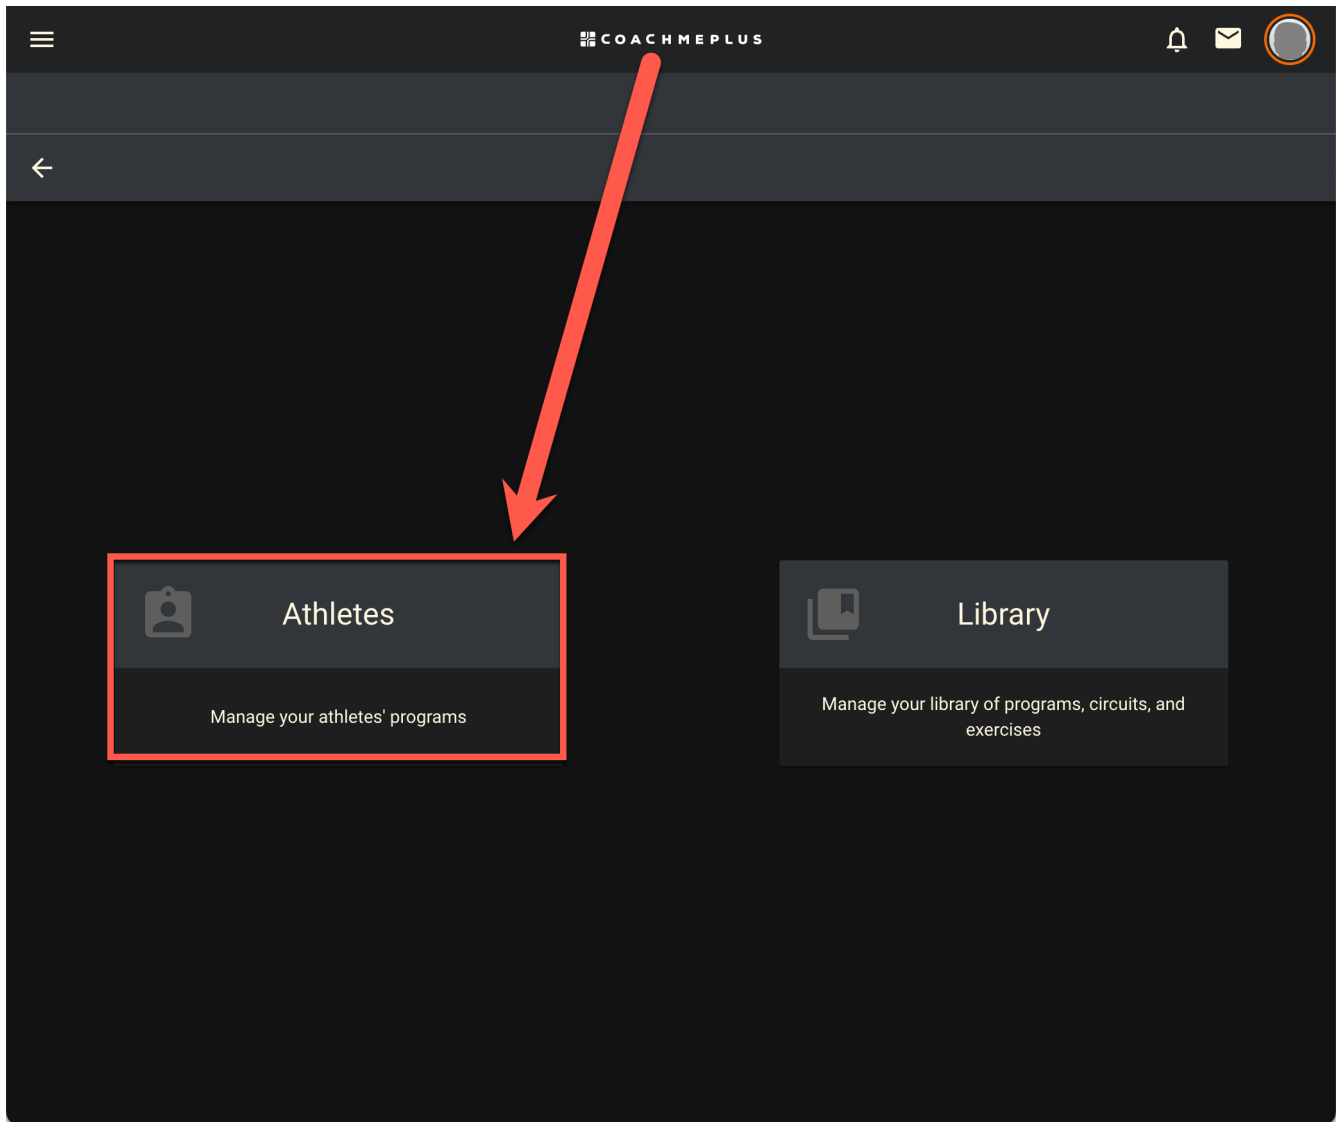 COACHMEPLUS
Athletes
Manage your athletes' programs
Library
Manage your library of programs, circuits, and
exercises